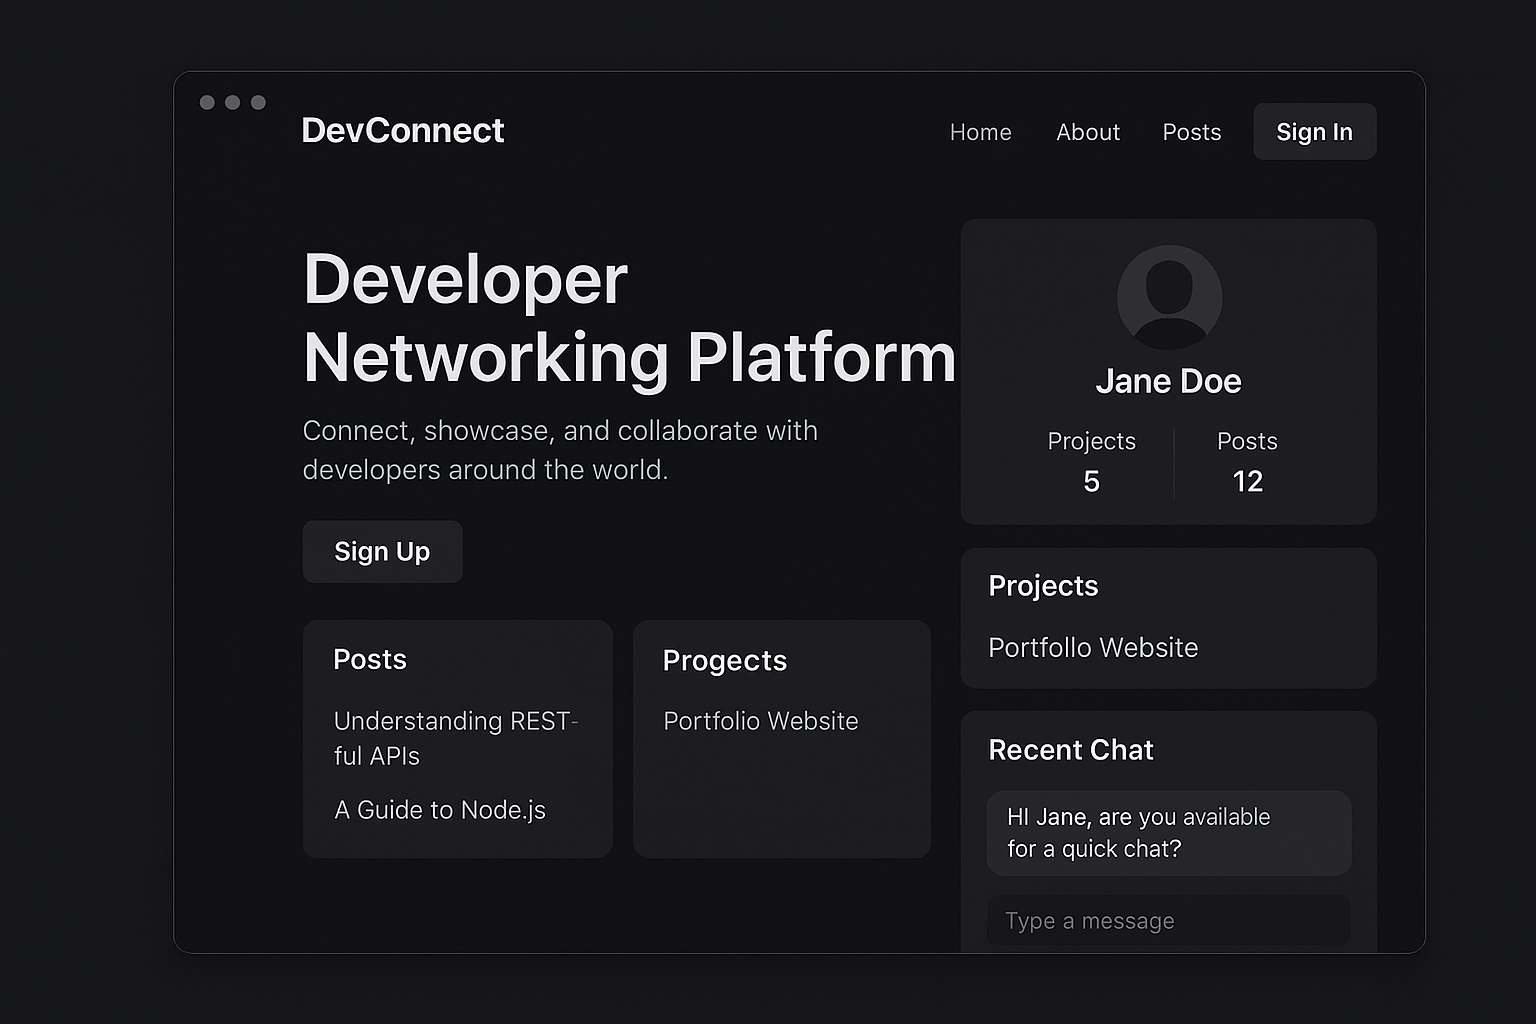 DevConnect
Home
About
Posts
Sign In
Developer
Networking Platform
Connect, showcase, and collaborate with
developers around the world.
Sign Up
Posts
Understanding REST-
ful APIs
A Guide to Node.js
Progects
Portfolio Website
Jane Doe
Projects
5
Posts
12
Projects
Portfollo Website
Recent Chat
HI Jane, are you available
for a quick chat?
Type a message